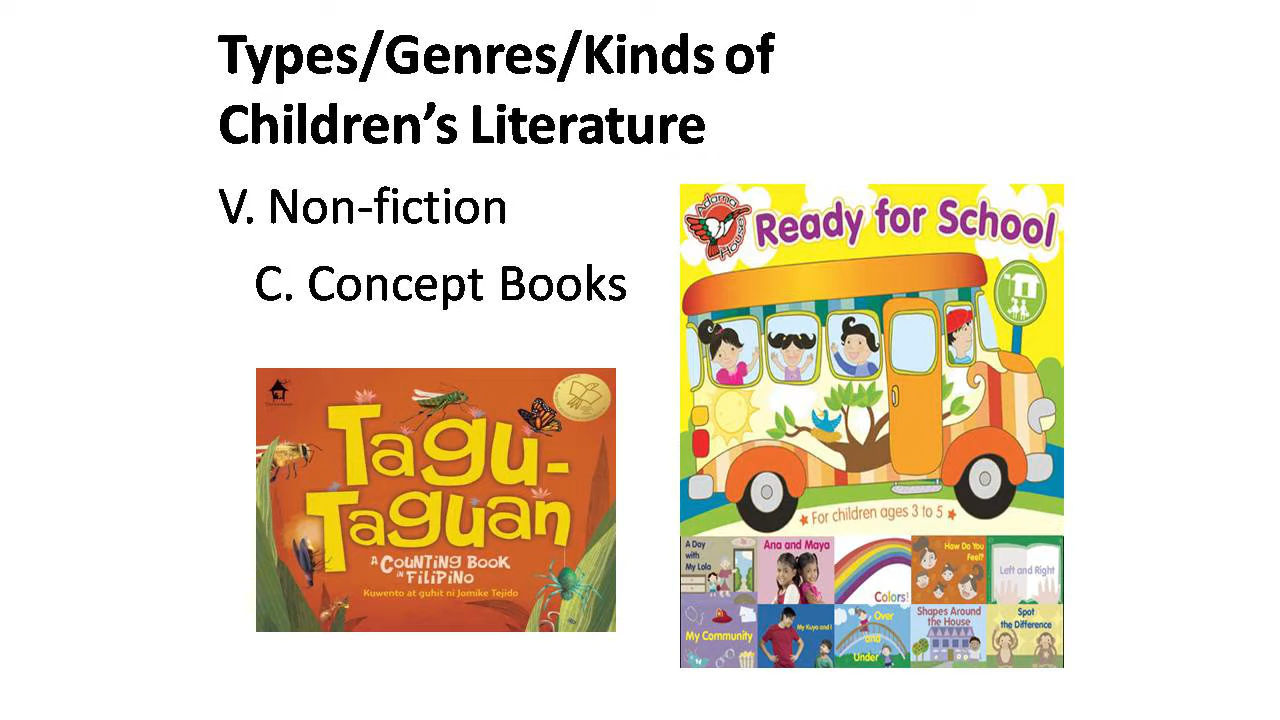 Types/Genres/Kinds of
Children's Literature
V. Non-fiction
C. Concept Books
Tagu-
Taguan
A COUNTING BOOK
IN FILIPINO
Kuwento at guhit ni Jomike Tejido
Adarna
House
Ready for School
For children ages 3 to 5
A Day
with
My Lola
Ana and Maya
Colors!
How Do You
Feel?
Left and Right
My Community
My Kuya and I
Over
and
Under
Shapes Around
the House
Spot
the Difference